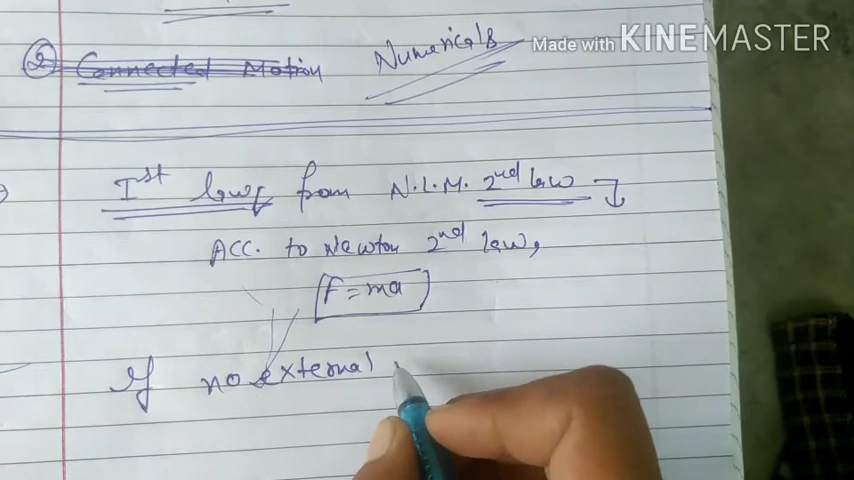 Made with KINEMASTER
② Connected Motion Numericals
Ist law from N.L.M. 2nd law
Acc. to Newton 2nd law,
F = ma
If no external